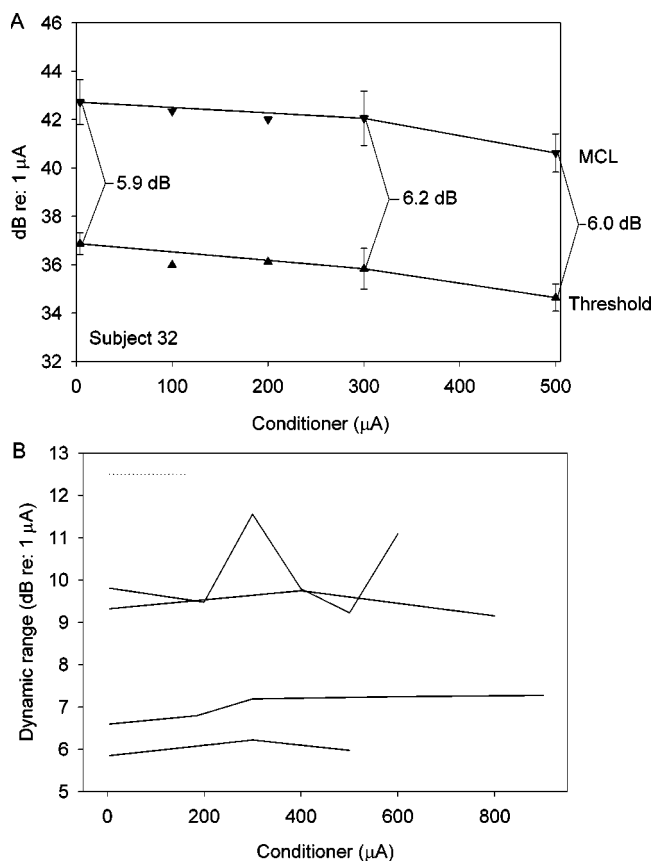 A
46
44
42
40
38
36
34
32
dB re: 1 μA
5.9 dB
6.2 dB
6.0 dB
MCL
Threshold
Subject 32
0 100 200 300 400 500
Conditioner (μA)
B
13
12
11
10
9
8
7
6
5
Dynamic range (dB re: 1 μA)
0 200 400 600 800
Conditioner (μA)